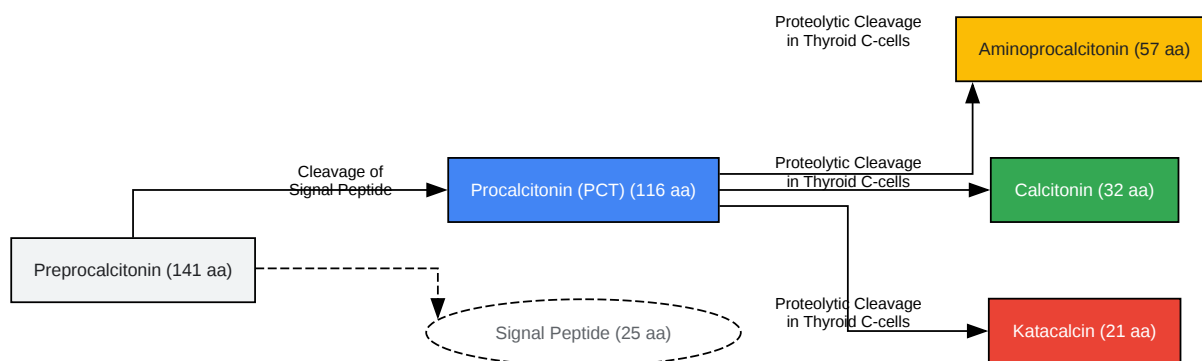 Proteolytic Cleavage
in Thyroid C-cells
Aminoprocalcitonin (57 aa)
Cleavage of
Signal Peptide
Procalcitonin (PCT) (116 aa)
Proteolytic Cleavage
in Thyroid C-cells
Calcitonin (32 aa)
Preprocalcitonin (141 aa)
Signal Peptide (25 aa)
Proteolytic Cleavage
in Thyroid C-cells
Katacalcin (21 aa)